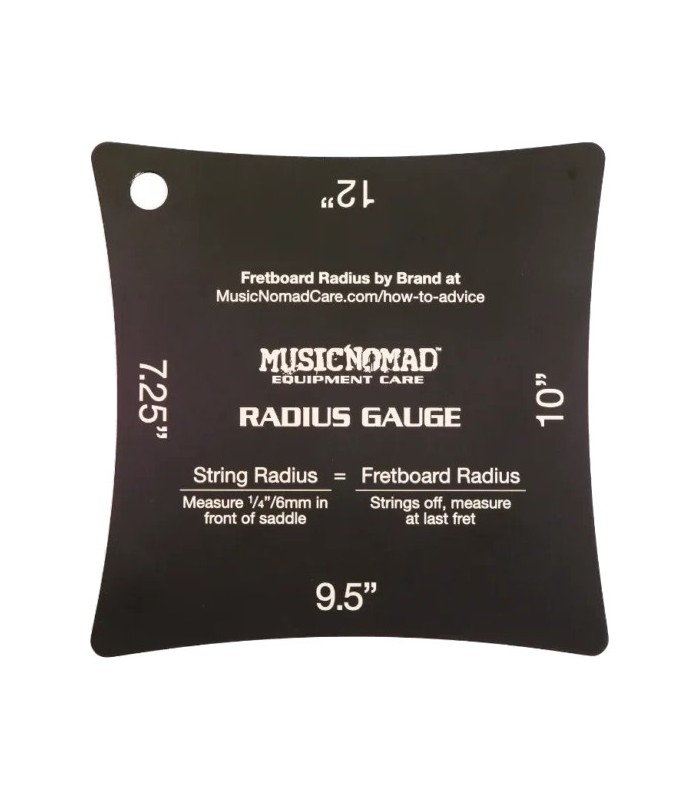 12”
Fretboard Radius by Brand at
MusicNomadCare.com/how-to-advice
MUSICNOMAD™
EQUIPMENT CARE
RADIUS GAUGE
7.25”
10”
String Radius = Fretboard Radius
Measure ¼”/6mm in front of saddle
Strings off, measure at last fret
9.5”